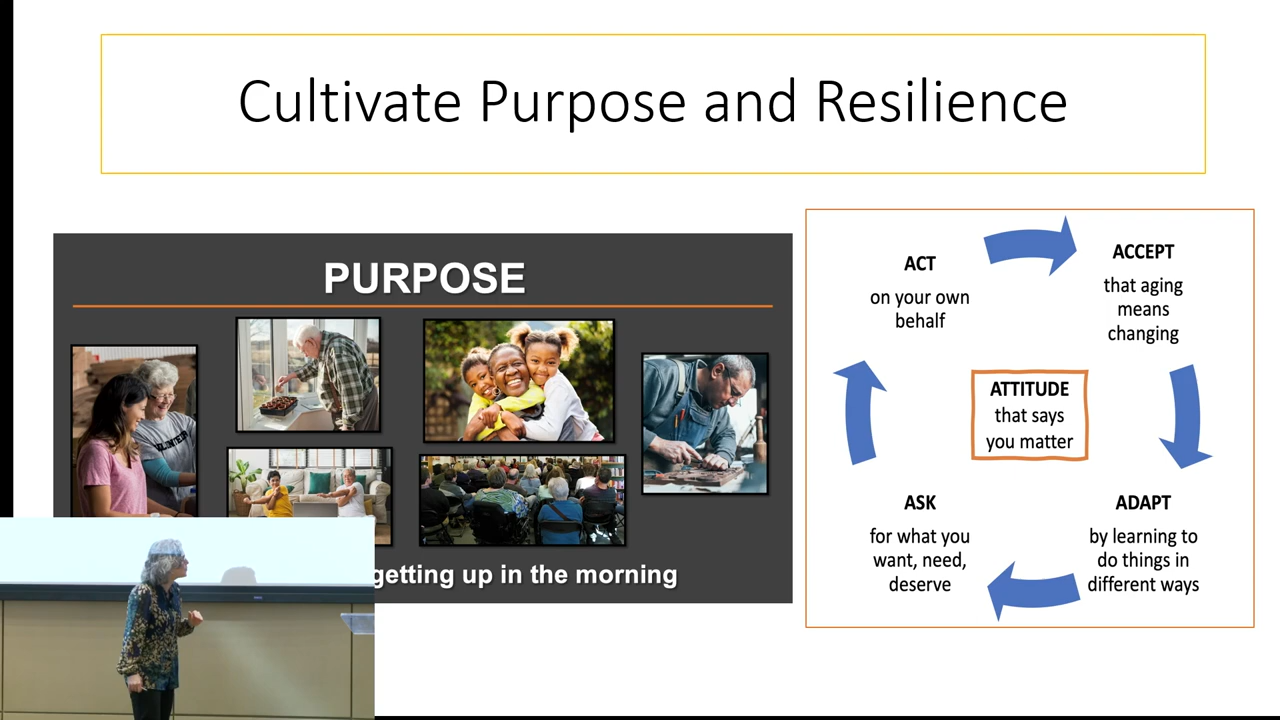 Cultivate Purpose and Resilience
PURPOSE
getting up in the morning
ACT
on your own
behalf
ACCEPT
that aging
means
changing
ATTITUDE
that says
you matter
ASK
for what you
want, need,
deserve
ADAPT
by learning to
do things in
different ways